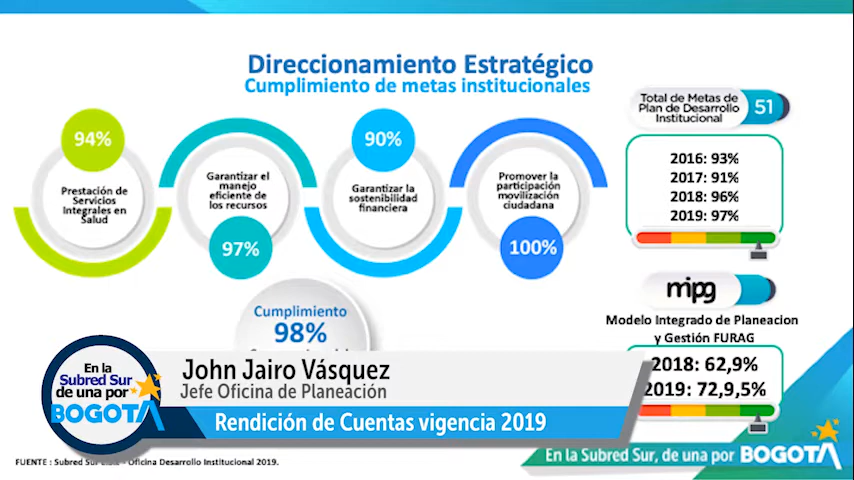 Direccionamiento Estratégico
Cumplimiento de metas institucionales
94%
Prestación de
Servicios
Integrales en
Salud
Garantizar el
manejo
eficiente de
los recursos
97%
90%
Garantizar la
sostenibilidad
financiera
Promover la
participación
movilización
ciudadana
100%
Cumplimiento
98%
Total de Metas de
Plan de Desarrollo
Institucional
51
2016: 93%
2017: 91%
2018: 96%
2019: 97%
mipg
Modelo Integrado de Planeacion
y Gestión FURAG
2018: 62,9%
2019: 72,9,5%
En la
Subred Sur
de una por
BOGOTÁ
John Jairo Vásquez
Jefe Oficina de Planeación
Rendición de Cuentas vigencia 2019
FUENTE : Subred Sur - Oficina Desarrollo Institucional 2019.
En la Subred Sur, de una por BOGOTÁ